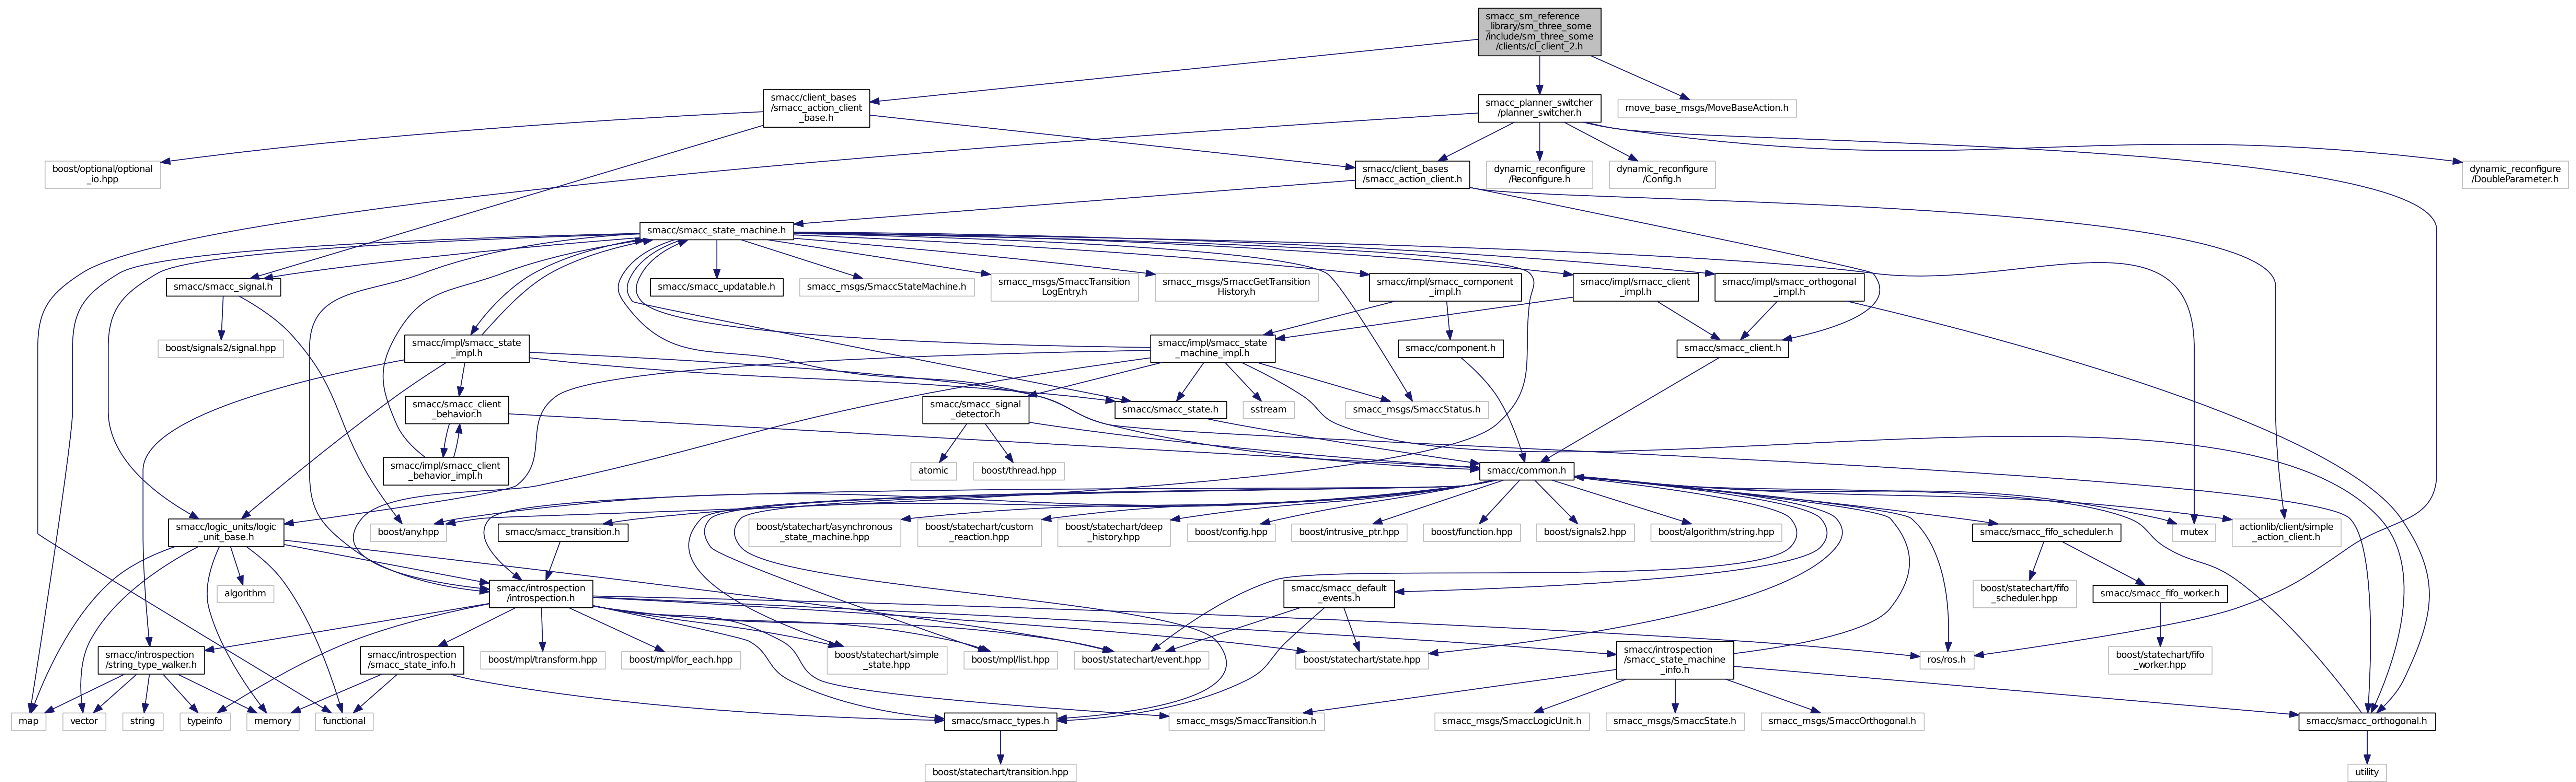 smacc_sm_reference
_library/sm_three_some
/include/sm_three_some
/clients/cl_client_2.h
smacc/client_bases
/smacc_action_client
_base.h
smacc_planner_switcher
/planner_switcher.h
move_base_msgs/MoveBaseAction.h
boost/optional/optional
_io.hpp
smacc/client_bases
/smacc_action_client.h
dynamic_reconfigure
/Reconfigure.h
dynamic_reconfigure
/Config.h
dynamic_reconfigure
/DoubleParameter.h
smacc/smacc_state_machine.h
smacc/smacc_signal.h
smacc/smacc_updatable.h
smacc_msgs/SmaccStateMachine.h
smacc_msgs/SmaccTransition
LogEntry.h
smacc_msgs/SmaccGetTransition
History.h
smacc/impl/smacc_component
_impl.h
smacc/impl/smacc_client
_impl.h
smacc/impl/smacc_orthogonal
_impl.h
boost/signals2/signal.hpp
smacc/impl/smacc_state
_impl.h
smacc/impl/smacc_state
_machine_impl.h
smacc/component.h
smacc/smacc_client.h
smacc/smacc_client
_behavior.h
smacc/smacc_signal
_detector.h
smacc/smacc_state.h
sstream
smacc_msgs/SmaccStatus.h
smacc/impl/smacc_client
_behavior_impl.h
atomic
boost/thread.hpp
smacc/common.h
smacc/logic_units/logic
_unit_base.h
boost/any.hpp
smacc/smacc_transition.h
boost/statechart/asynchronous
_state_machine.hpp
boost/statechart/custom
_reaction.hpp
boost/statechart/deep
_history.hpp
boost/config.hpp
boost/intrusive_ptr.hpp
boost/function.hpp
boost/signals2.hpp
boost/algorithm/string.hpp
smacc/smacc_fifo_scheduler.h
mutex
actionlib/client/simple
_action_client.h
algorithm
smacc/introspection
/introspection.h
smacc/smacc_default
_events.h
boost/statechart/fifo
_scheduler.hpp
smacc/smacc_fifo_worker.h
smacc/introspection
/string_type_walker.h
smacc/introspection
/smacc_state_info.h
boost/mpl/transform.hpp
boost/mpl/for_each.hpp
boost/statechart/simple
_state.hpp
boost/mpl/list.hpp
boost/statechart/event.hpp
boost/statechart/state.hpp
smacc/introspection
/smacc_state_machine
_info.h
ros/ros.h
boost/statechart/fifo
_worker.hpp
map
vector
string
typeinfo
memory
functional
smacc/smacc_types.h
smacc_msgs/SmaccTransition.h
smacc_msgs/SmaccLogicUnit.h
smacc_msgs/SmaccState.h
smacc_msgs/SmaccOrthogonal.h
smacc/smacc_orthogonal.h
boost/statechart/transition.hpp
utility